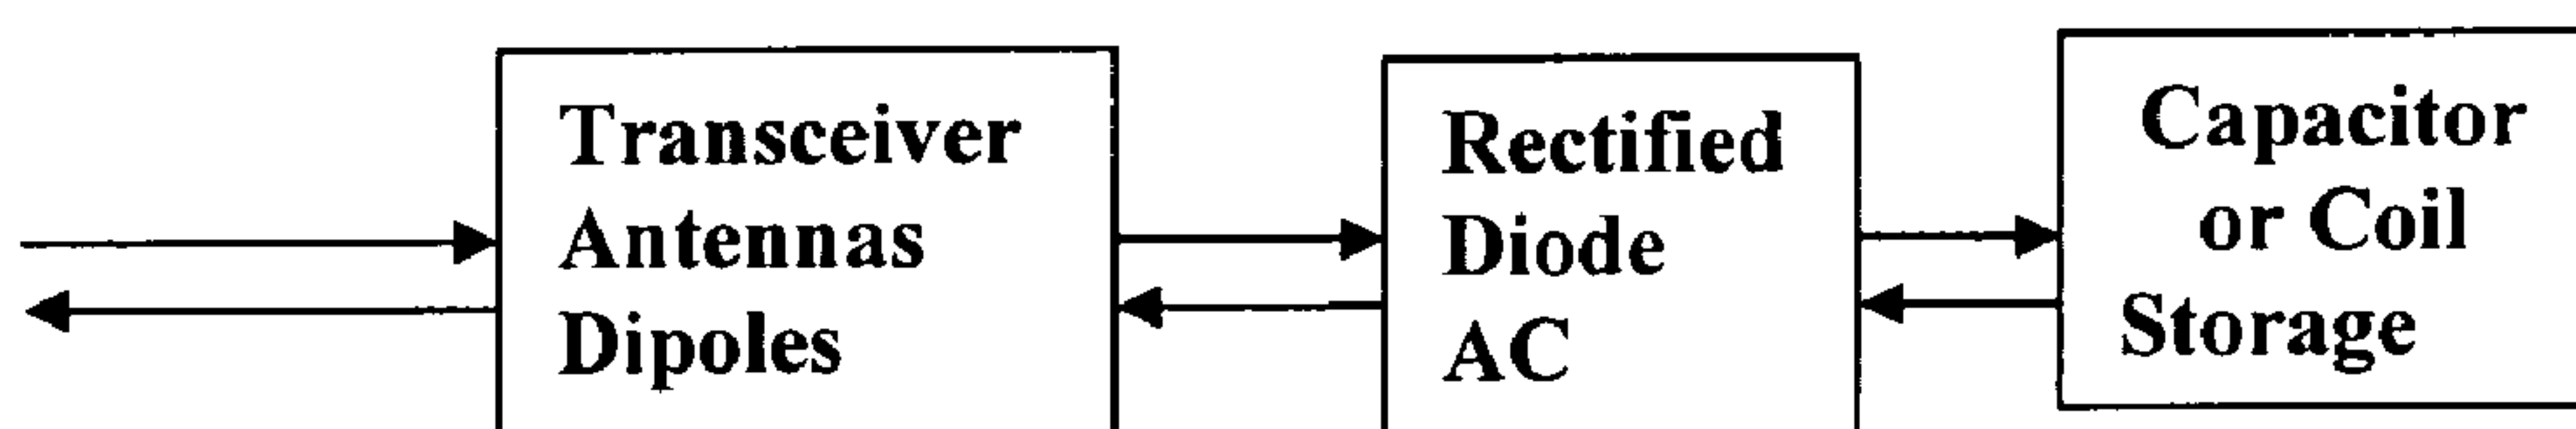 Transceiver
Antennas
Dipoles
Rectified
Diode
AC
Capacitor
or Coil
Storage